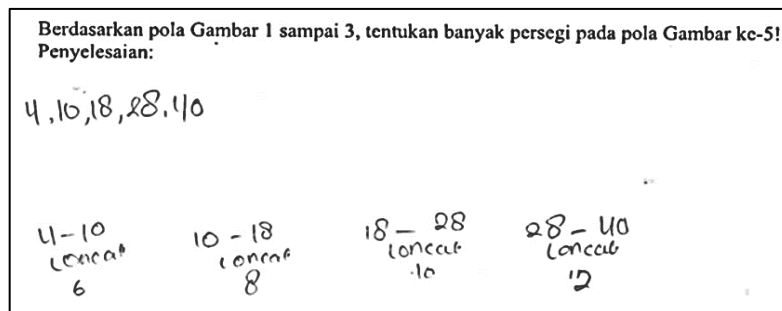 Berdasarkan pola Gambar 1 sampai 3, tentukan banyak persegi pada pola Gambar ke-5!
Penyelesaian:
4,10,18,28,40
4-10 10-18 18-28 28-40
loncat loncat loncat loncat
6 8 10 12